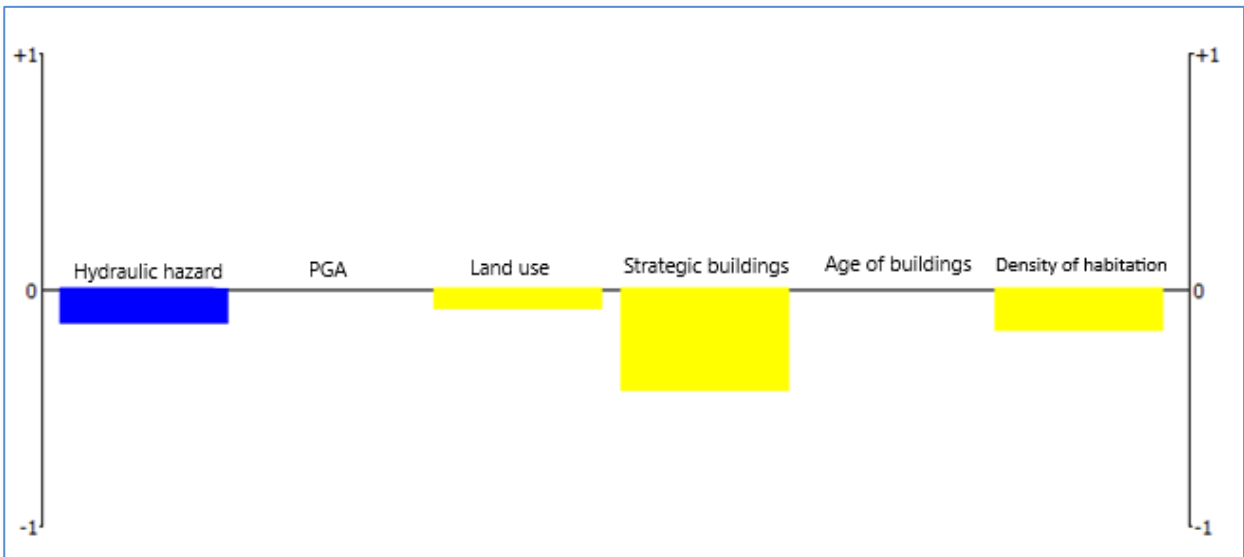 +1 +1
Hydraulic hazard PGA Land use Strategic buildings Age of buildings Density of habitation
0 0
-1 -1